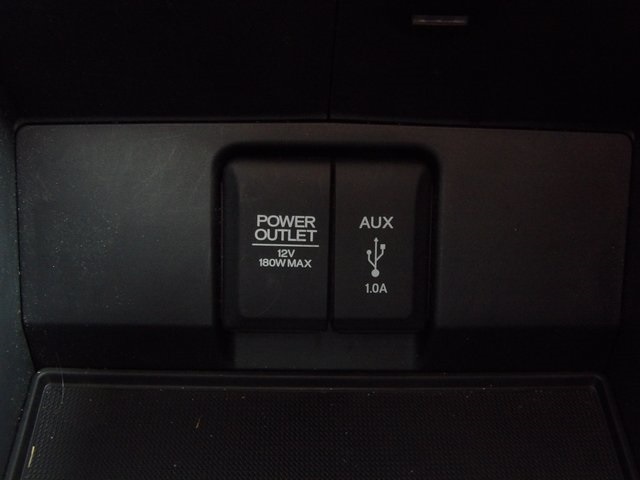 POWER
OUTLET
12V
180W MAX
AUX
1.0A